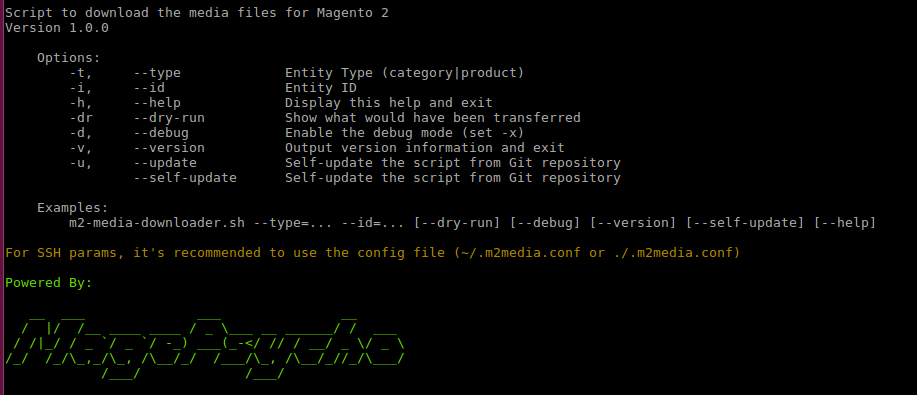 Script to download the media files for Magento 2
Version 1.0.0
Options:
-t, --type Entity Type (category|product)
-i, --id Entity ID
-h, --help Display this help and exit
-dr --dry-run Show what would have been transferred
-d, --debug Enable the debug mode (set -x)
-v, --version Output version information and exit
-u, --update Self-update the script from Git repository
--self-update Self-update the script from Git repository
Examples:
m2-media-downloader.sh --type=... --id=... [--dry-run] [--debug] [--version] [--self-update] [--help]
For SSH params, it's recommended to use the config file (~/.m2media.conf or ./.m2media.conf)
Powered By:
MagePsycho